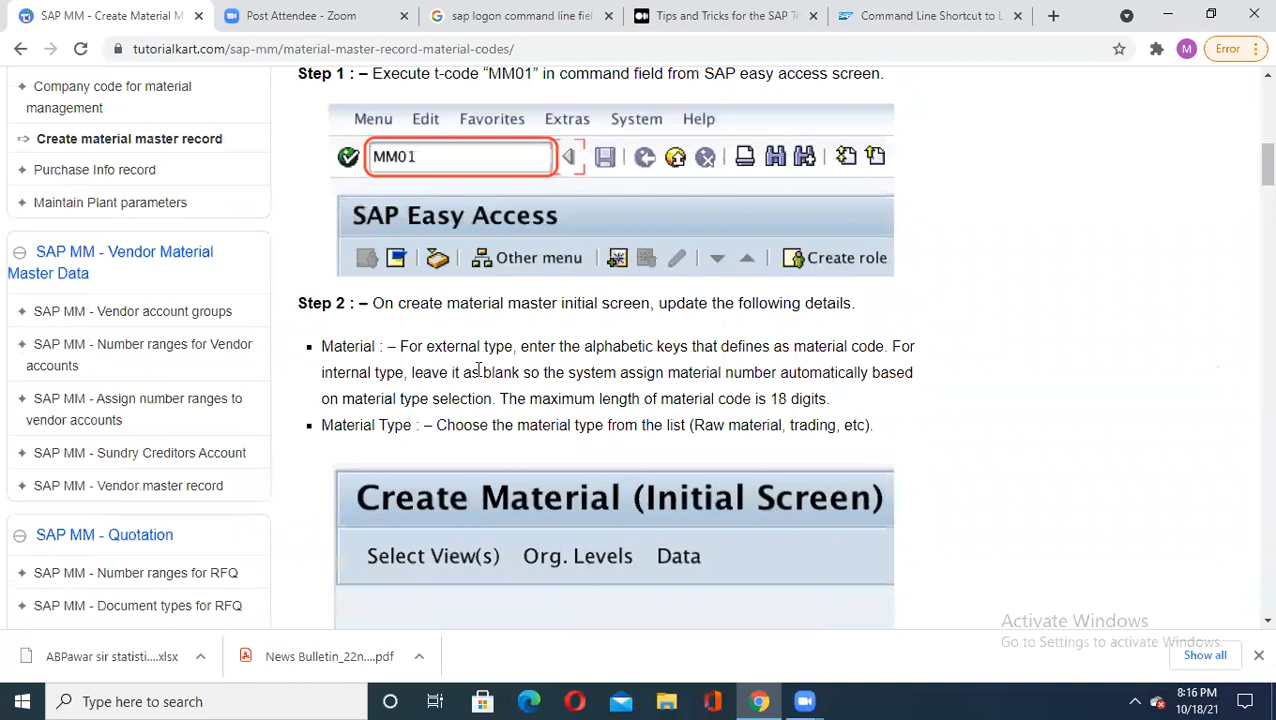 SAP MM - Create Material M
Post Attendee - Zoom
sap logon command line fiel
Tips and Tricks for the SAP T
Command Line Shortcut to L
tutorialkart.com/sap-mm/material-master-record-material-codes/
M
Error
Company code for material
management
Create material master record
Purchase Info record
Maintain Plant parameters
SAP MM - Vendor Material
Master Data
SAP MM - Vendor account groups
SAP MM - Number ranges for Vendor
accounts
SAP MM - Assign number ranges to
vendor accounts
SAP MM - Sundry Creditors Account
SAP MM - Vendor master record
SAP MM - Quotation
SAP MM - Number ranges for RFQ
SAP MM - Document types for RFQ
Step 1 : – Execute t-code “MM01” in command field from SAP easy access screen.
Menu Edit Favorites Extras System Help
MM01
SAP Easy Access
Other menu Create role
Step 2 : – On create material master initial screen, update the following details.
Material : – For external type, enter the alphabetic keys that defines as material code. For
internal type, leave it as blank so the system assign material number automatically based
on material type selection. The maximum length of material code is 18 digits.
Material Type : – Choose the material type from the list (Raw material, trading, etc).
Create Material (Initial Screen)
Select View(s) Org. Levels Data
Activate Windows
Go to Settings to activate Windows.
ABPawar sir statisti....xlsx
News Bulletin_22n....pdf
Show all
Type here to search
8:16 PM
10/18/21